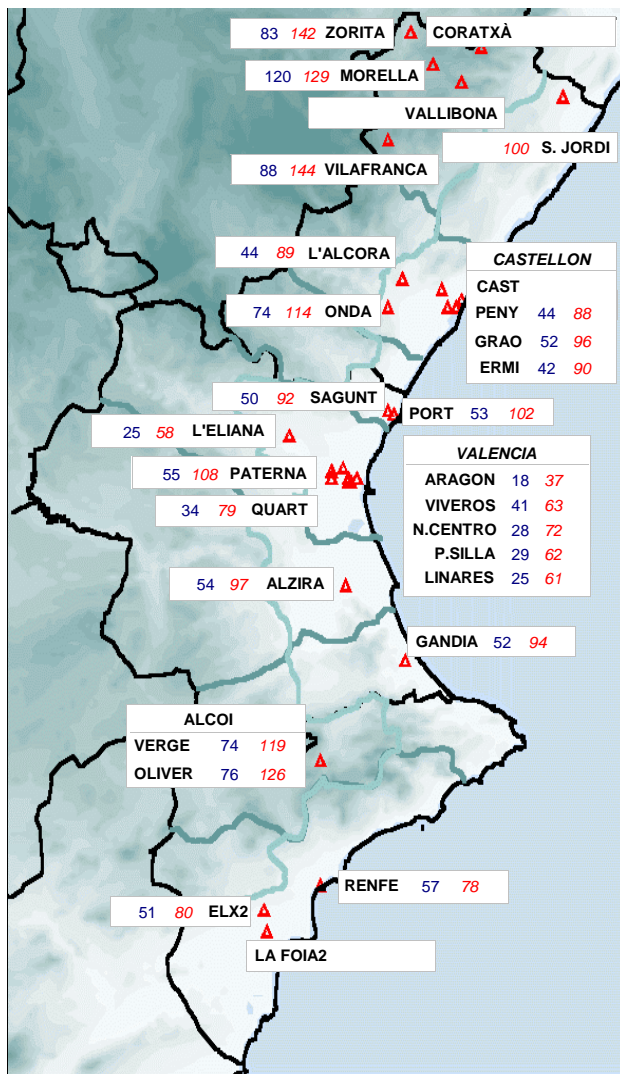 83 142 ZORITA
CORATXÀ
120 129 MORELLA
VALLIBONA
100 S. JORDI
88 144 VILAFRANCA
44 89 L'ALCORA
CASTELLON
CAST
PENY 44 88
GRAO 52 96
ERMI 42 90
74 114 ONDA
50 92 SAGUNT
PORT 53 102
25 58 L'ELIANA
55 108 PATERNA
34 79 QUART
VALENCIA
ARAGON 18 37
VIVEROS 41 63
N.CENTRO 28 72
P.SILLA 29 62
LINARES 25 61
54 97 ALZIRA
GANDIA 52 94
ALCOI
VERGE 74 119
OLIVER 76 126
RENFE 57 78
51 80 ELX2
LA FOIA2